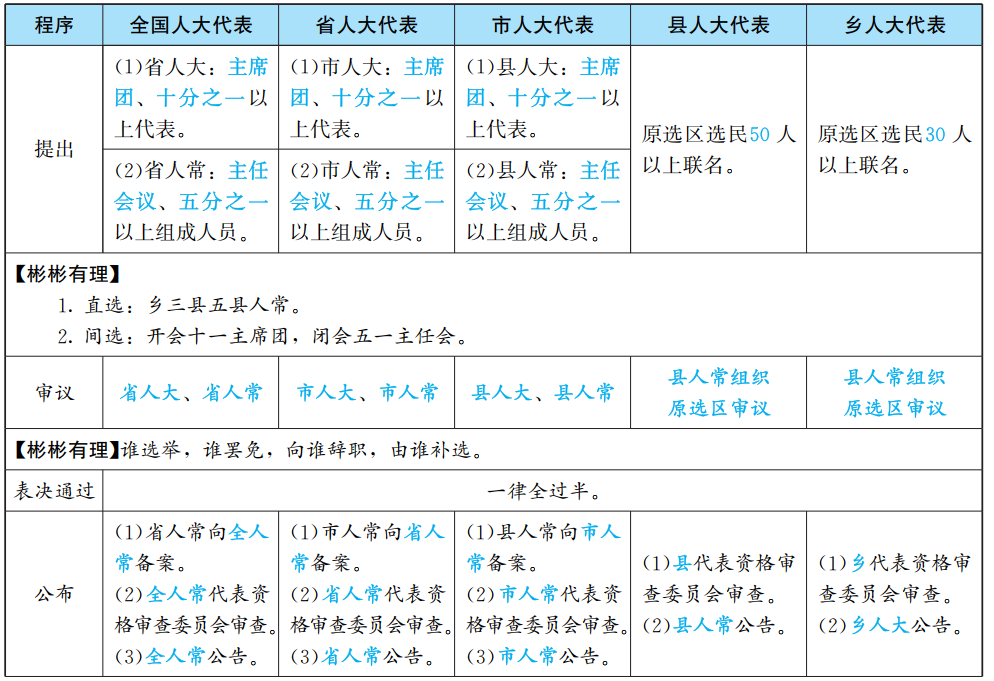 程序 全国人大代表 省人大代表 市人大代表 县人大代表 乡人大代表
提出
(1)省人大：主席
团、十分之一以
上代表。
(1)市人大：主席
团、十分之一以
上代表。
(1)县人大：主席
团、十分之一以
上代表。
原选区选民50 人
以上联名。
原选区选民30 人
以上联名。
(2)省人常：主任
会议、五分之一
以上组成人员。
(2)市人常：主任
会议、五分之一
以上组成人员。
(2)县人常：主任
会议、五分之一
以上组成人员。
【彬彬有理】
1. 直选：乡三县五县人常。
2. 间选：开会十一主席团，闭会五一主任会。
审议
省人大、省人常
市人大、市人常
县人大、县人常
县人常组织
原选区审议
县人常组织
原选区审议
【彬彬有理】谁选举，谁罢免，向谁辞职，由谁补选。
表决通过 一律全过半。
公布
(1)省人常向全人
常备案。
(2)全人常代表资
格审查委员会审查。
(3)全人常公告。
(1)市人常向省人
常备案。
(2)省人常代表资
格审查委员会审查。
(3)省人常公告。
(1)县人常向市人
常备案。
(2)市人常代表资
格审查委员会审查。
(3)市人常公告。
(1)县代表资格审
查委员会审查。
(2)县人常公告。
(1)乡代表资格审
查委员会审查。
(2)乡人大公告。